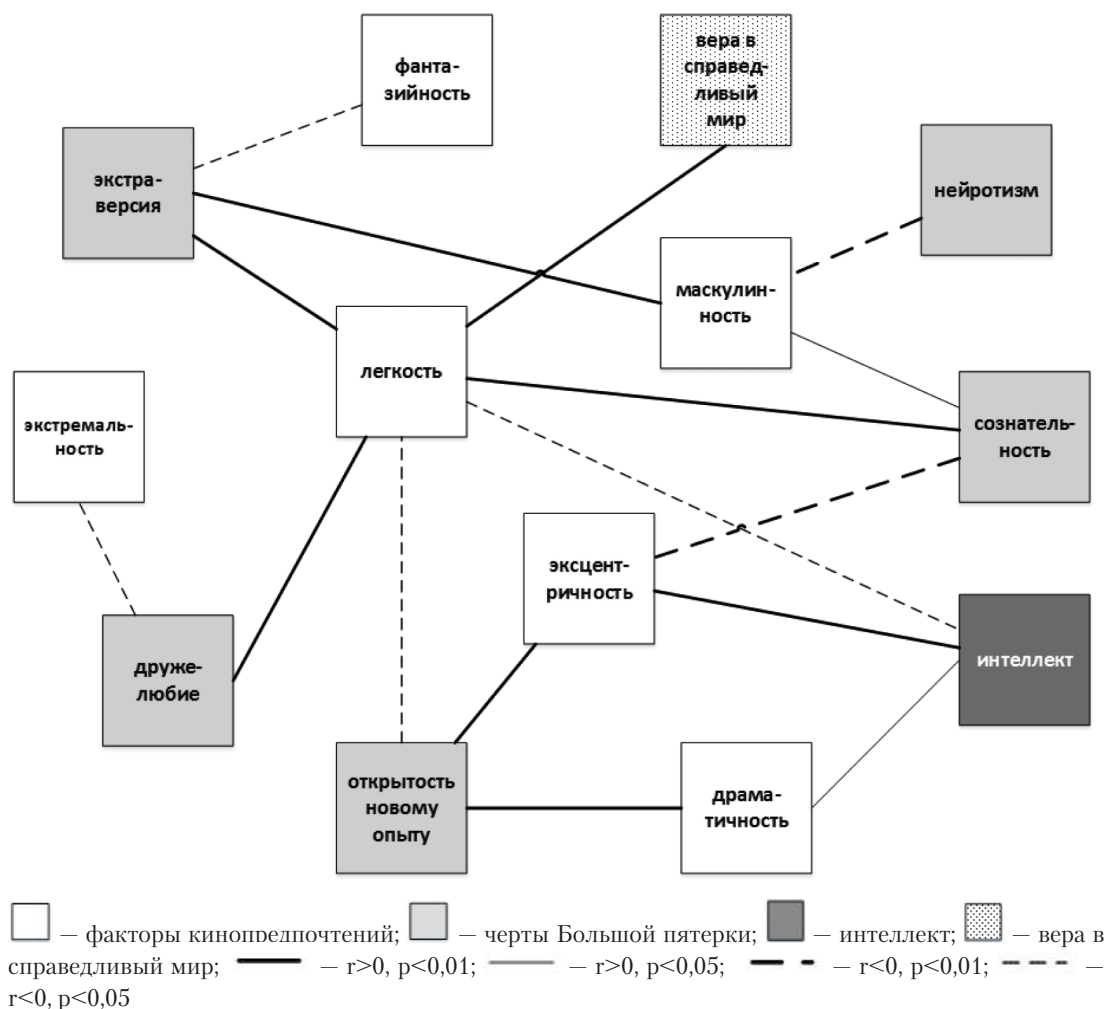 фанта-
зийность
вера в
справед-
ливый
мир
экстра-
версия
нейротизм
маскулин-
ность
легкость
экстремаль-
ность
сознатель-
ность
эксцент-
ричность
друже-
любие
интеллект
открытость
новому
опыту
драма-
тичность
— факторы кинопредпочтений; — черты Большой пятерки; — интеллект; — вера в
справедливый мир; — r>0, p<0,01; — r>0, p<0,05; — r<0, p<0,01; —
r<0, p<0,05